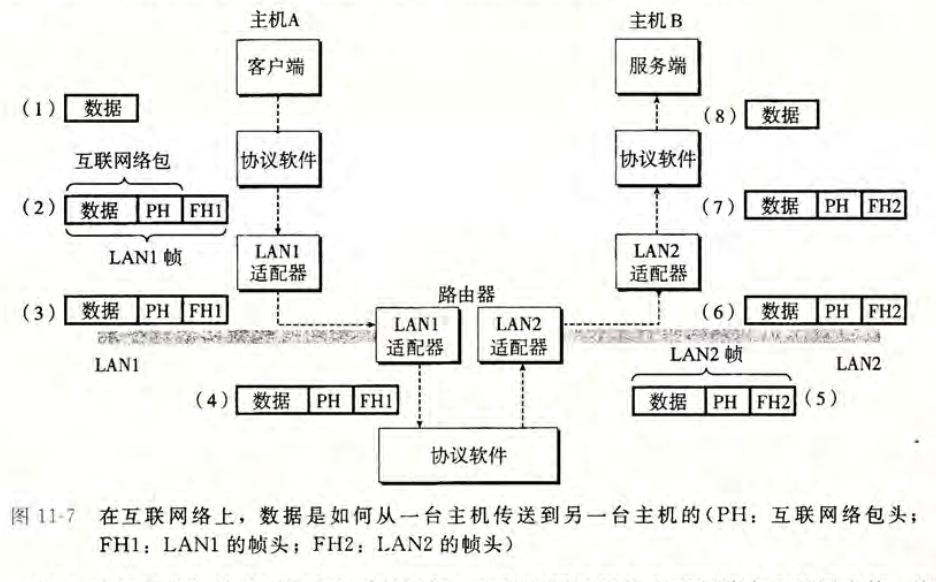 主机A
主机 B
客户端
服务端
(1) 数据
(8) 数据
协议软件
协议软件
互联网络包
(2) 数据 PH FH1
(7) 数据 PH FH2
LAN1 帧
LAN1
适配器
LAN2
适配器
路由器
(3) 数据 PH FH1
LAN1
适配器
LAN2
适配器
(6) 数据 PH FH2
LAN1
LAN2 帧
LAN2
(4) 数据 PH FH1
数据 PH FH2 (5)
协议软件
图 11-7 在互联网络上,数据是如何从一台主机传送到另一台主机的(PH:互联网络包头;
FH1:LAN1 的帧头;FH2:LAN2 的帧头)